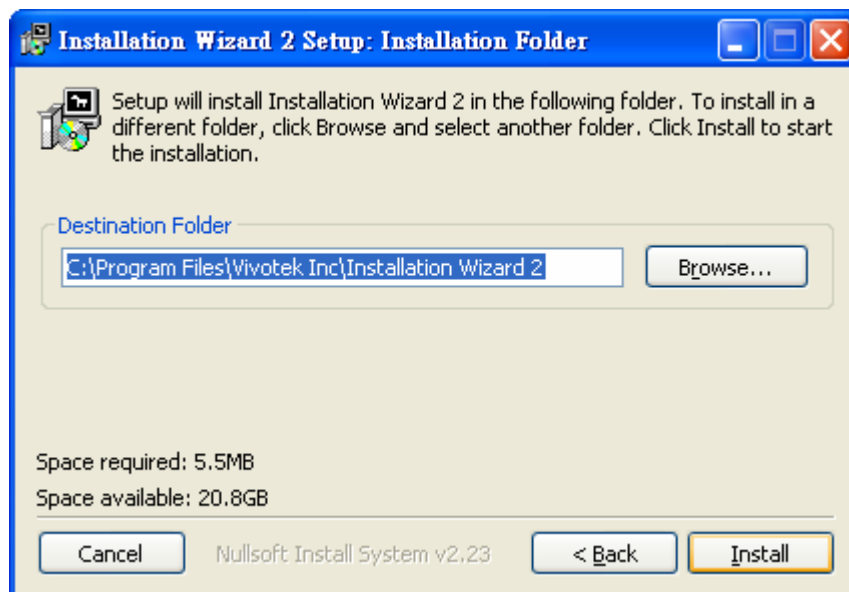 Installation Wizard 2 Setup: Installation Folder
Setup will install Installation Wizard 2 in the following folder. To install in a
different folder, click Browse and select another folder. Click Install to start
the installation.
Destination Folder
C:\Program Files\Vivotek Inc\Installation Wizard 2
Browse...
Space required: 5.5MB
Space available: 20.8GB
Cancel
Nullsoft Install System v2.23
< Back
Install